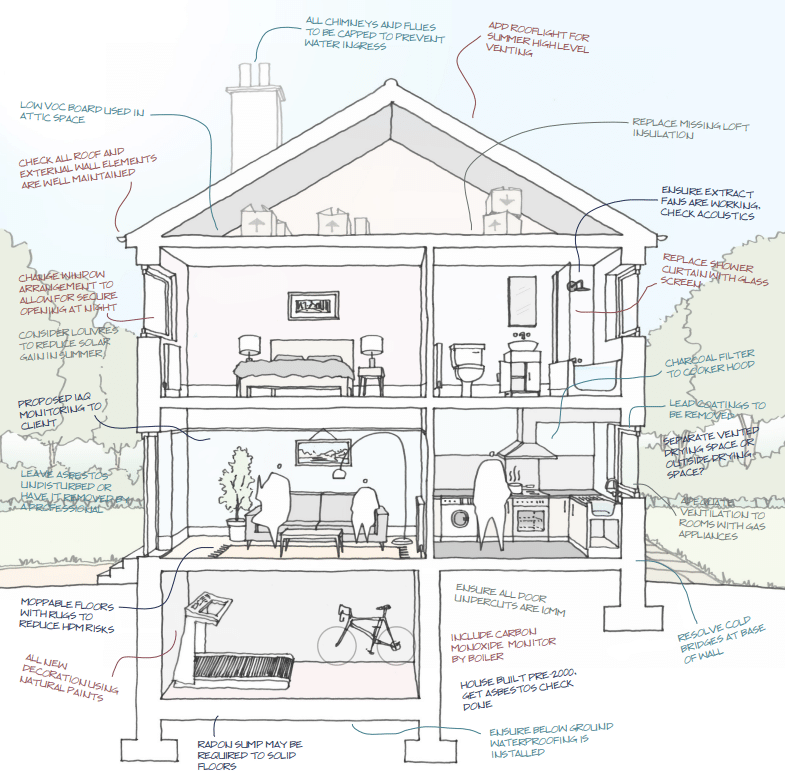 ALL CHIMNEYS AND FLUES
TO BE CAPPED TO PREVENT
WATER INGRESS
ADD ROOFLIGHT FOR
SUMMER HIGH LEVEL
VENTING
LOW VOC BOARD USED IN
ATTIC SPACE
REPLACE MISSING LOFT
INSULATION
CHECK ALL ROOF AND
EXTERNAL WALL ELEMENTS
ARE WELL MAINTAINED
ENSURE EXTRACT
FANS ARE WORKING.
CHECK ACOUSTICS
CHANGE WINDOW
ARRANGEMENT TO
ALLOW FOR SECURE
OPENING AT NIGHT
REPLACE SHOWER
CURTAIN WITH GLASS
SCREEN
CONSIDER LOUVRES
TO REDUCE SOLAR
GAIN IN SUMMER
CHARCOAL FILTER
TO COOKER HOOD
PROPOSED IAQ
MONITORING TO
CLIENT
LEAD COATINGS TO
BE REMOVED
SEPARATE VENTED
DRYING SPACE OR
OUTSIDE DRYING
SPACE?
LEAVE ASBESTOS
UNDISTURBED OR
HAVE IT REMOVED BY
A PROFESSIONAL
VENTILATION TO
ROOMS WITH GAS
APPLIANCES
MOPPABLE FLOORS
WITH RUGS TO
REDUCE HDM RISKS
ENSURE ALL DOOR
UNDERCUTS ARE 10MM
RESOLVE COLD
BRIDGES AT BASE
OF WALL
INCLUDE CARBON
MONOXIDE MONITOR
BY BOILER
ALL NEW
DECORATION USING
NATURAL PAINTS
HOUSE BUILT PRE-2000,
GET ASBESTOS CHECK
DONE
RADON SUMP MAY BE
REQUIRED TO SOLID
FLOORS
ENSURE BELOW GROUND
WATERPROOFING IS
INSTALLED